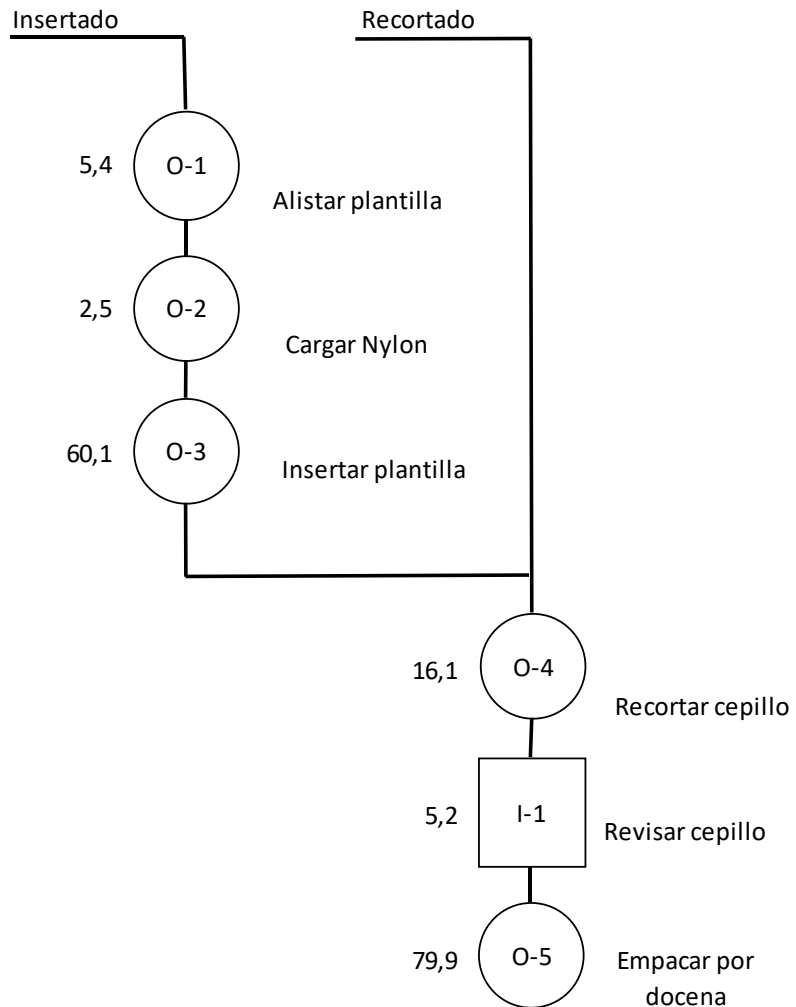 Insertado
Recortado
5,4
O-1
Alistar plantilla
2,5
O-2
Cargar Nylon
60,1
O-3
Insertar plantilla
16,1
O-4
Recortar cepillo
5,2
I-1
Revisar cepillo
79,9
O-5
Empacar por
docena